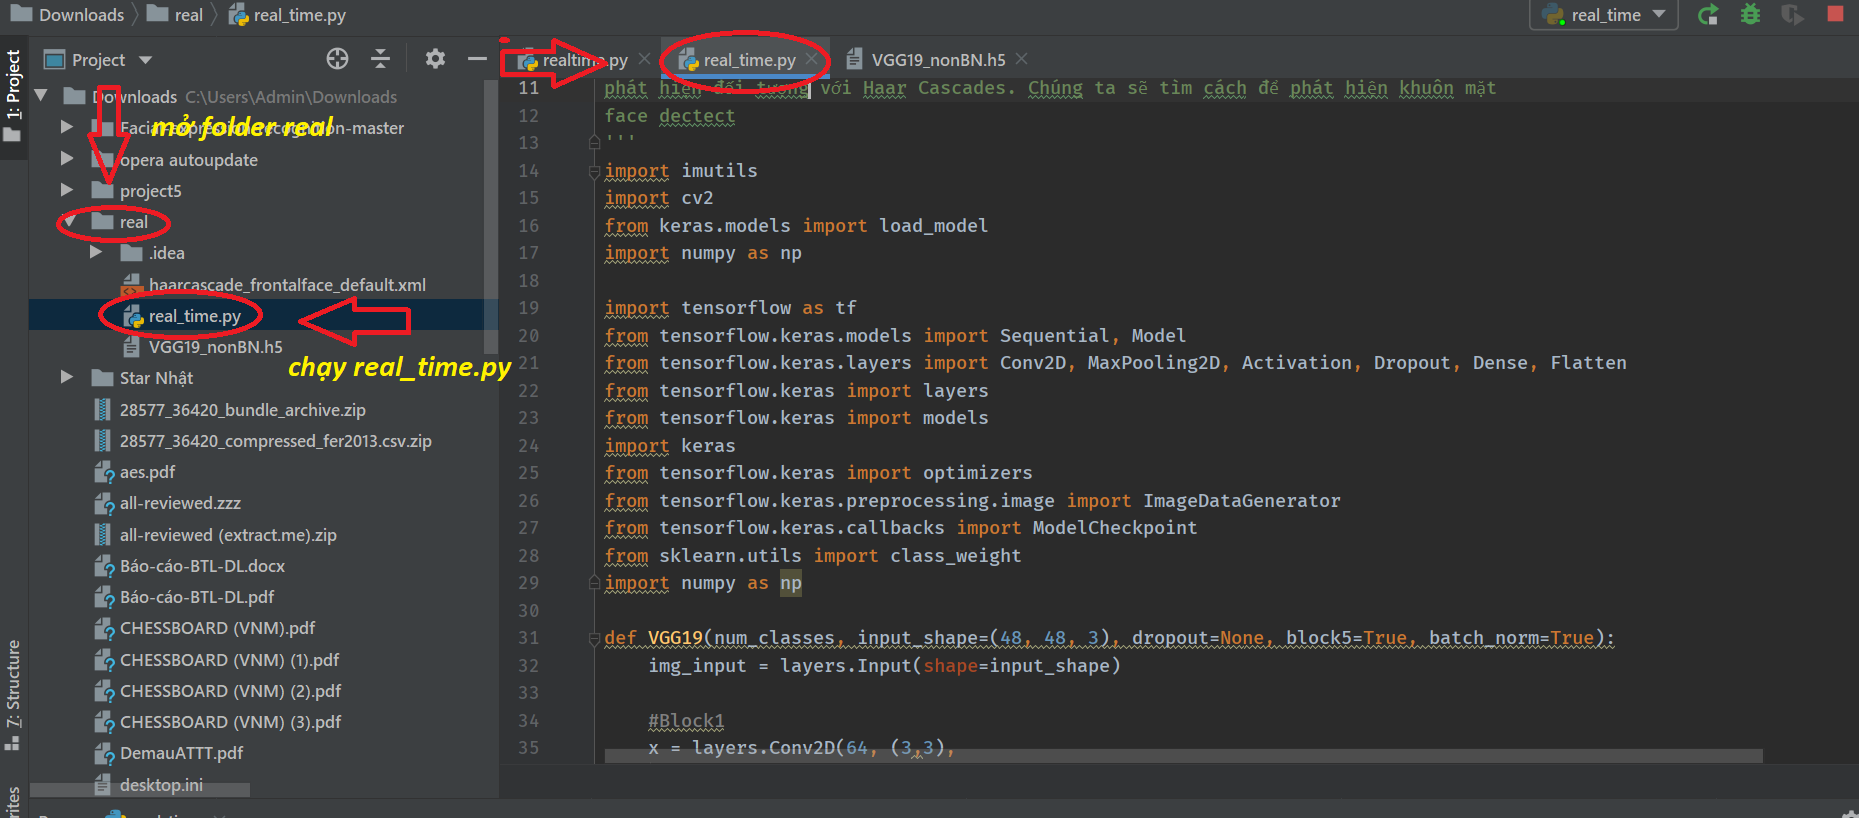 Downloads real real_time.py
real_time
1: Project
Project
realtime.py real_time.py VGG19_nonBN.h5
Downloads C:\Users\Admin\Downloads
opera autoupdate
project5
real
.idea
haarcascade_frontalface_default.xml
real_time.py
VGG19_nonBN.h5
Star Nhật
28577_36420_bundle_archive.zip
28577_36420_compressed_fer2013.csv.zip
aes.pdf
all-reviewed.zzz
all-reviewed (extract.me).zip
Báo-cáo-BTL-DL.docx
Báo-cáo-BTL-DL.pdf
CHESSBOARD (VNM).pdf
CHESSBOARD (VNM) (1).pdf
CHESSBOARD (VNM) (2).pdf
CHESSBOARD (VNM) (3).pdf
DemauATTT.pdf
desktop.ini
mở folder real
chạy real_time.py
7: Structure
11 phát hiện đối tượng với Haar Cascades. Chúng ta sẽ tìm cách để phát hiện khuôn mặt
12 face dectect
13 '''
14 import imutils
15 import cv2
16 from keras.models import load_model
17 import numpy as np
18
19 import tensorflow as tf
20 from tensorflow.keras.models import Sequential, Model
21 from tensorflow.keras.layers import Conv2D, MaxPooling2D, Activation, Dropout, Dense, Flatten
22 from tensorflow.keras import layers
23 from tensorflow.keras import models
24 import keras
25 from tensorflow.keras import optimizers
26 from tensorflow.keras.preprocessing.image import ImageDataGenerator
27 from tensorflow.keras.callbacks import ModelCheckpoint
28 from sklearn.utils import class_weight
29 import numpy as np
30
31 def VGG19(num_classes, input_shape=(48, 48, 3), dropout=None, block5=True, batch_norm=True):
32 img_input = layers.Input(shape=input_shape)
33
34 #Block1
35 x = layers.Conv2D(64, (3,3),